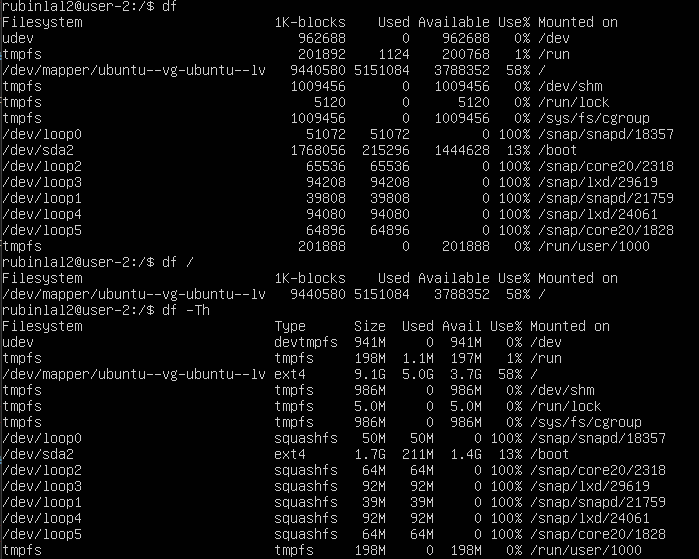 rubinlal2@user-2:/$ df
Filesystem 1K-blocks Used Available Use% Mounted on
udev 962688 0 962688 0% /dev
tmpfs 201892 1124 200768 1% /run
/dev/mapper/ubuntu--vg-ubuntu--lv 9440580 5151084 3788352 58% /
tmpfs 1009456 0 1009456 0% /dev/shm
tmpfs 5120 0 5120 0% /run/lock
tmpfs 1009456 0 1009456 0% /sys/fs/cgroup
/dev/loop0 51072 51072 0 100% /snap/snapd/18357
/dev/sda2 1768056 215296 1444628 13% /boot
/dev/loop2 65536 65536 0 100% /snap/core20/2318
/dev/loop3 94208 94208 0 100% /snap/lxd/29619
/dev/loop1 39808 39808 0 100% /snap/snapd/21759
/dev/loop4 94080 94080 0 100% /snap/lxd/24061
/dev/loop5 64896 64896 0 100% /snap/core20/1828
tmpfs 201888 0 201888 0% /run/user/1000
rubinlal2@user-2:/$ df /
Filesystem 1K-blocks Used Available Use% Mounted on
/dev/mapper/ubuntu--vg-ubuntu--lv 9440580 5151084 3788352 58% /
rubinlal2@user-2:/$ df -Th
Filesystem Type Size Used Avail Use% Mounted on
udev devtmpfs 941M 0 941M 0% /dev
tmpfs tmpfs 198M 1.1M 197M 1% /run
/dev/mapper/ubuntu--vg-ubuntu--lv ext4 9.1G 5.0G 3.7G 58% /
tmpfs tmpfs 986M 0 986M 0% /dev/shm
tmpfs tmpfs 5.0M 0 5.0M 0% /run/lock
tmpfs tmpfs 986M 0 986M 0% /sys/fs/cgroup
/dev/loop0 squashfs 50M 50M 0 100% /snap/snapd/18357
/dev/sda2 ext4 1.7G 211M 1.4G 13% /boot
/dev/loop2 squashfs 64M 64M 0 100% /snap/core20/2318
/dev/loop3 squashfs 92M 92M 0 100% /snap/lxd/29619
/dev/loop1 squashfs 39M 39M 0 100% /snap/snapd/21759
/dev/loop4 squashfs 92M 92M 0 100% /snap/lxd/24061
/dev/loop5 squashfs 64M 64M 0 100% /snap/core20/1828
tmpfs tmpfs 198M 0 198M 0% /run/user/1000